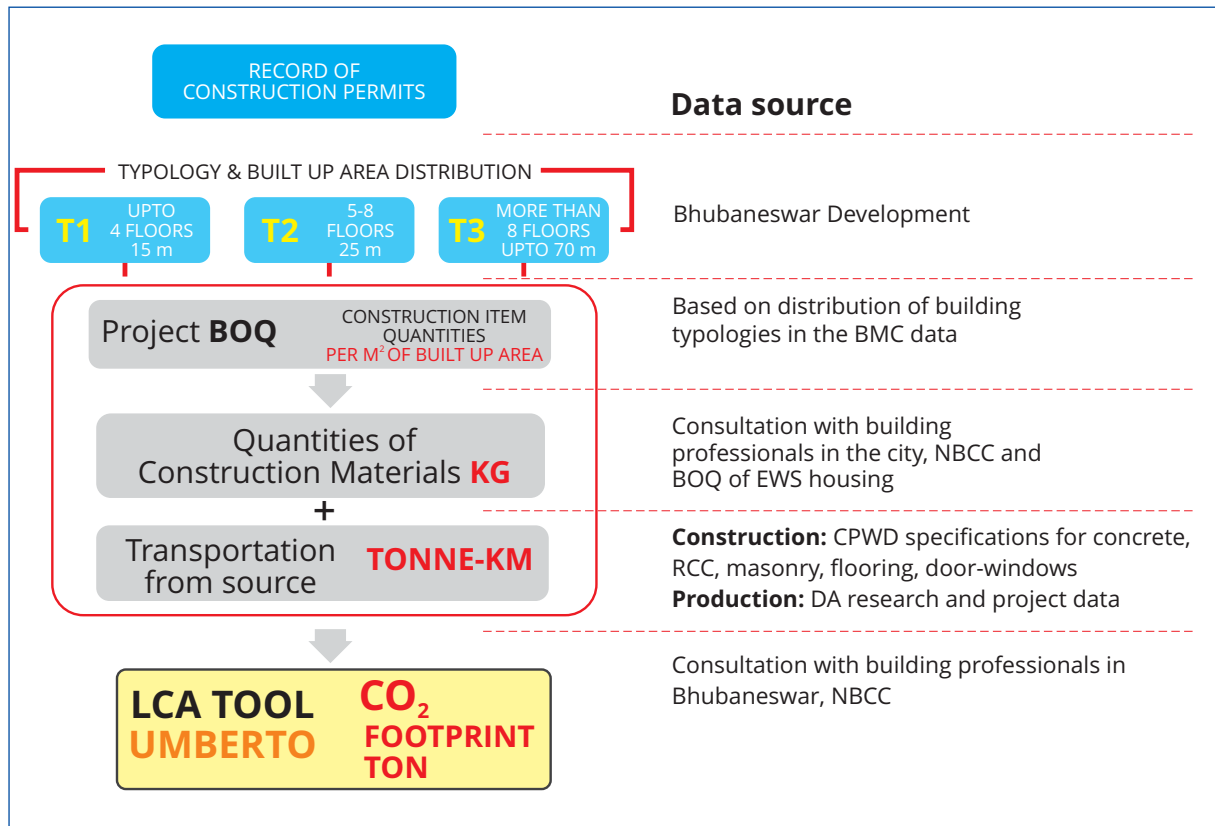 RECORD OF
CONSTRUCTION PERMITS
Data source
TYPOLOGY & BUILT UP AREA DISTRIBUTION
T1
UPTO
4 FLOORS
15 m
T2
5-8
FLOORS
25 m
T3
MORE THAN
8 FLOORS
UPTO 70 m
Bhubaneswar Development
Project BOQ
CONSTRUCTION ITEM
QUANTITIES
PER M² OF BUILT UP AREA
Based on distribution of building
typologies in the BMC data
Quantities of
Construction Materials KG
Consultation with building
professionals in the city, NBCC and
BOQ of EWS housing
+
Transportation
from source
TONNE-KM
Construction: CPWD specifications for concrete,
RCC, masonry, flooring, door-windows
Production: DA research and project data
LCA TOOL
UMBERTO
CO₂
FOOTPRINT
TON
Consultation with building professionals in
Bhubaneswar, NBCC